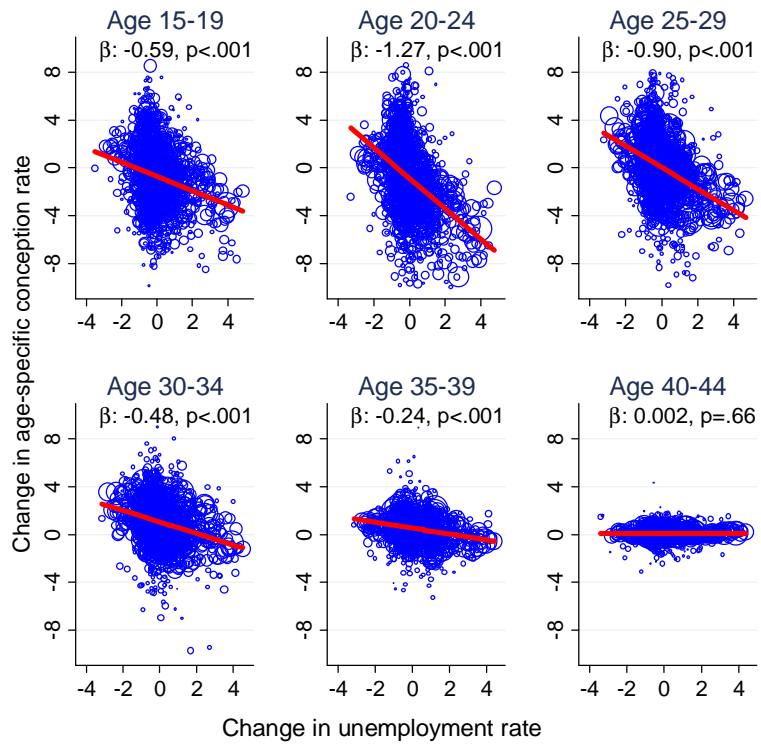 Age 15-19
β: -0.59, p<.001
Age 20-24
β: -1.27, p<.001
Age 25-29
β: -0.90, p<.001
8
4
0
-4
-8
-4 -2 0 2 4
8
4
0
-4
-8
-4 -2 0 2 4
8
4
0
-4
-8
-4 -2 0 2 4
Change in age-specific conception rate
Age 30-34
β: -0.48, p<.001
Age 35-39
β: -0.24, p<.001
Age 40-44
β: 0.002, p=.66
8
4
0
-4
-8
-4 -2 0 2 4
8
4
0
-4
-8
-4 -2 0 2 4
8
4
0
-4
-8
-4 -2 0 2 4
Change in unemployment rate